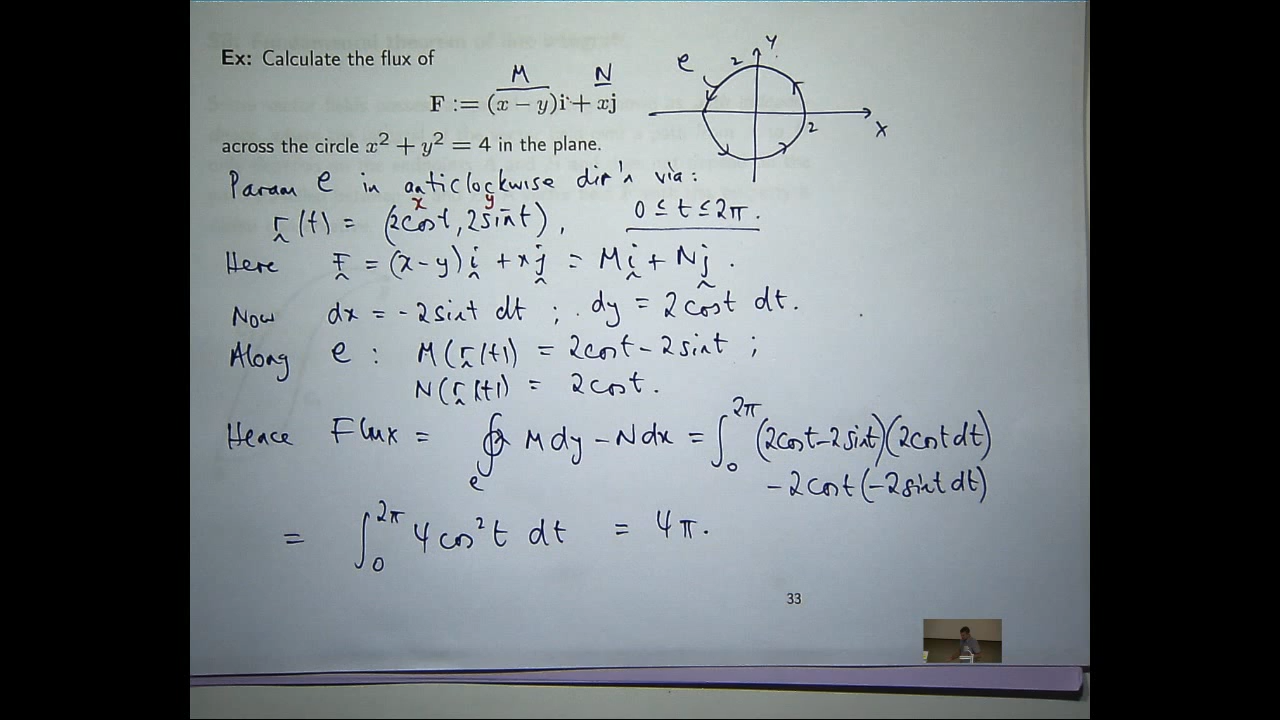 Ex: Calculate the flux of
M N
F := (x − y)i + xj
across the circle x² + y² = 4 in the plane.
y
2
C
2
x
Param C in anticlockwise dir'n via:
x y
r(t) = (2cost, 2sint), 0 ≤ t ≤ 2π.
Here F = (x-y)i + xj = Mi + Nj.
Now dx = -2sint dt ; dy = 2cost dt.
Along C : M(r(t)) = 2cost - 2sint ;
N(r(t)) = 2cost.
Hence Flux = ∮_C Mdy - Ndx = ∫₀^2π (2cost-2sint)(2cost dt)
-2cost(-2sint dt)
= ∫₀^2π 4cos²t dt = 4π.
33